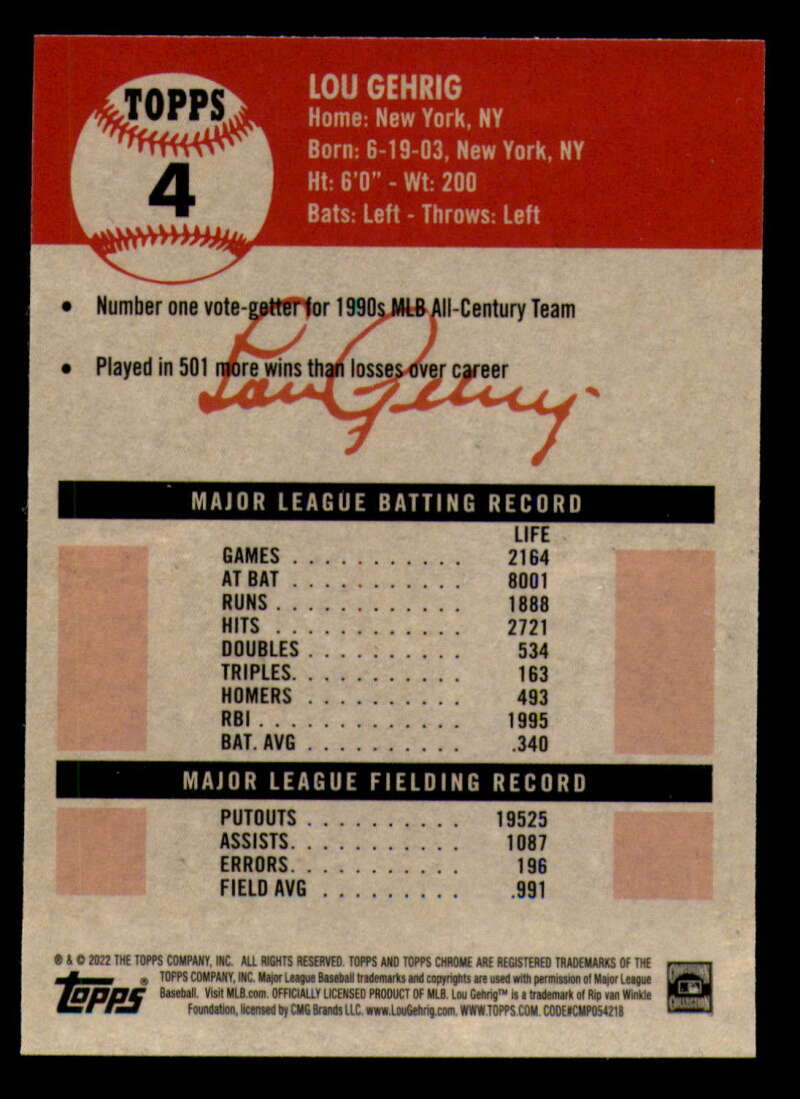 TOPPS
4
LOU GEHRIG
Home: New York, NY
Born: 6-19-03, New York, NY
Ht: 6'0" - Wt: 200
Bats: Left - Throws: Left
• Number one vote-getter for 1990s MLB All-Century Team
• Played in 501 more wins than losses over career
Lou Gehrig
MAJOR LEAGUE BATTING RECORD
LIFE
GAMES . . . . . . . . . . . 2164
AT BAT . . . . . . . . . . . 8001
RUNS . . . . . . . . . . . . 1888
HITS . . . . . . . . . . . . 2721
DOUBLES . . . . . . . . . . 534
TRIPLES. . . . . . . . . . . 163
HOMERS . . . . . . . . . . . 493
RBI . . . . . . . . . . . . . 1995
BAT. AVG . . . . . . . . . . .340
MAJOR LEAGUE FIELDING RECORD
PUTOUTS . . . . . . . . . . 19525
ASSISTS. . . . . . . . . . . 1087
ERRORS. . . . . . . . . . . 196
FIELD AVG . . . . . . . . . .991
® & © 2022 THE TOPPS COMPANY, INC. ALL RIGHTS RESERVED. TOPPS AND TOPPS CHROME ARE REGISTERED TRADEMARKS OF THE
TOPPS COMPANY, INC. Major League Baseball trademarks and copyrights are used with permission of Major League
Baseball. Visit MLB.com. OFFICIALLY LICENSED PRODUCT OF MLB. Lou Gehrig™ is a trademark of Rip van Winkle
Foundation, licensed by CMG Brands LLC. www.LouGehrig.com. WWW.TOPPS.COM. CODE#CMP054218
topps®
COOPERSTOWN
COLLECTION